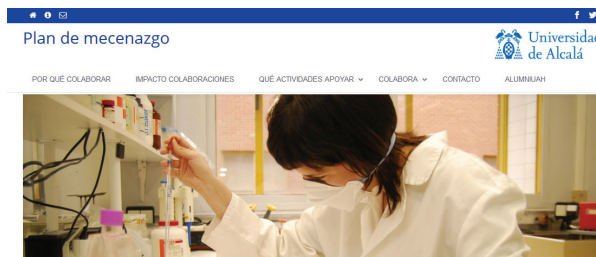 Plan de mecenazgo
Universidad
de Alcalá
POR QUÉ COLABORAR IMPACTO COLABORACIONES QUÉ ACTIVIDADES APOYAR COLABORA CONTACTO ALUMNIUAH